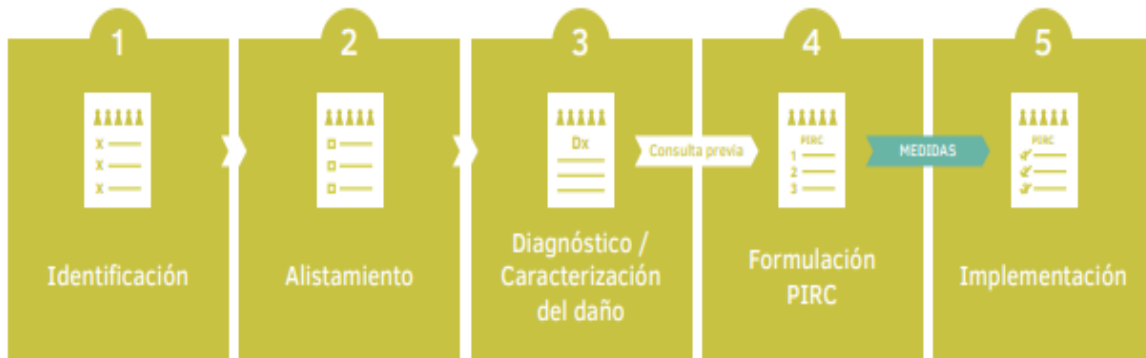 1
2
3
4
5
x
x
x
Dx
Consulta previa
PIRC
1
2
3
MEDIDAS
PIRC
Identificación
Alistamiento
Diagnóstico /
Caracterización
del daño
Formulación
PIRC
Implementación